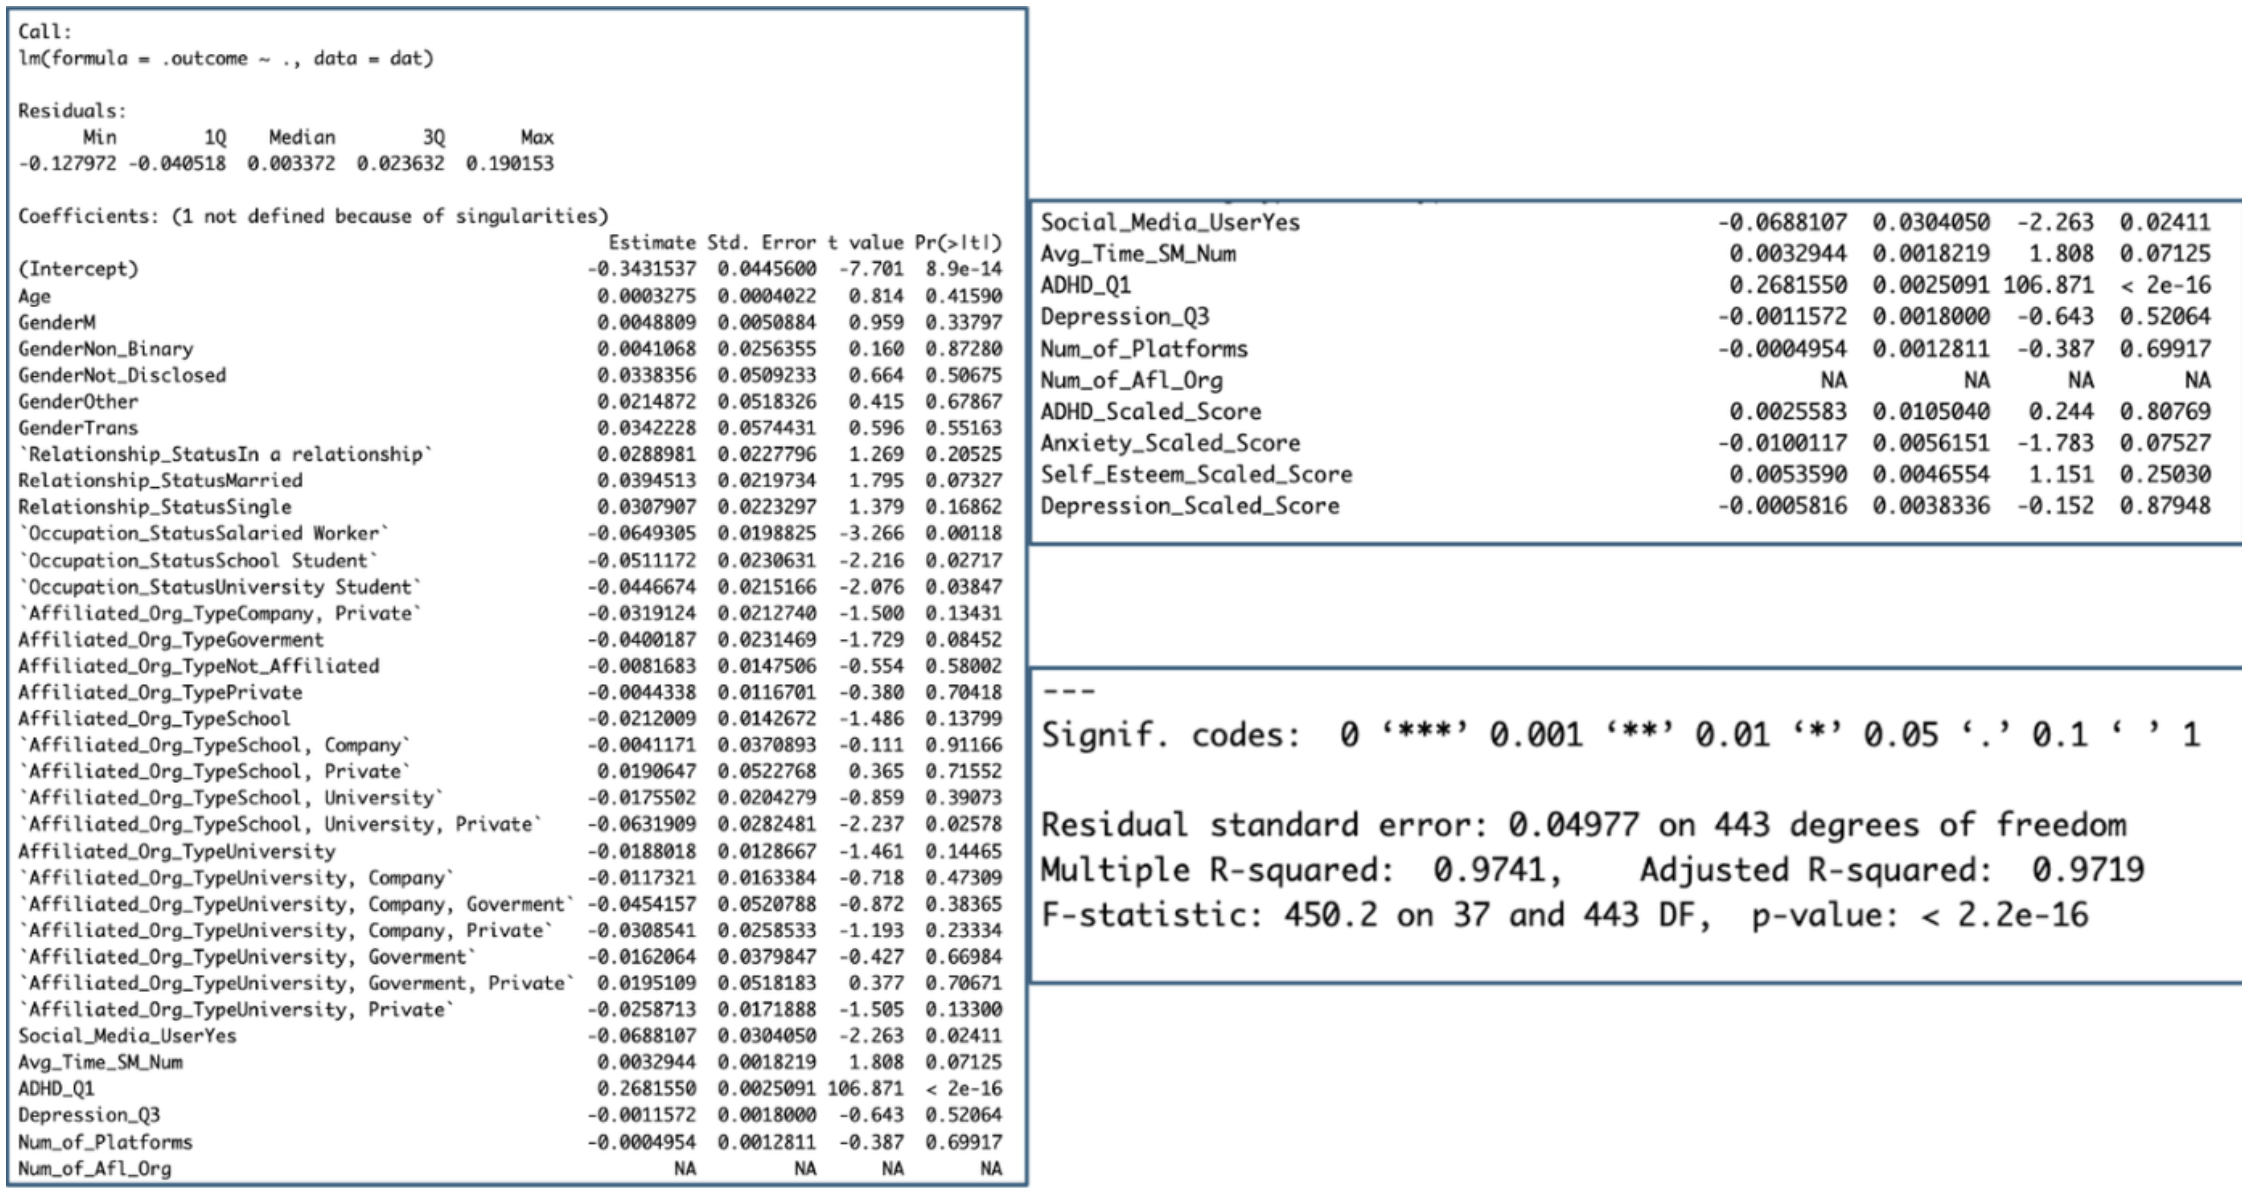 Call:
lm(formula = .outcome ~ ., data = dat)
Residuals:
Min 1Q Median 3Q Max
-0.127972 -0.040518 0.003372 0.023632 0.190153
Coefficients: (1 not defined because of singularities)
Estimate Std. Error t value Pr(>|t|)
(Intercept) -0.3431537 0.0445600 -7.701 8.9e-14
Age 0.0003275 0.0004022 0.814 0.41590
GenderM 0.0048809 0.0050884 0.959 0.33797
GenderNon_Binary 0.0041068 0.0256355 0.160 0.87280
GenderNot_Disclosed 0.0338356 0.0509233 0.664 0.50675
GenderOther 0.0214872 0.0518326 0.415 0.67867
GenderTrans 0.0342228 0.0574431 0.596 0.55163
`Relationship_StatusIn a relationship` 0.0288981 0.0227796 1.269 0.20525
Relationship_StatusMarried 0.0394513 0.0219734 1.795 0.07327
Relationship_StatusSingle 0.0307907 0.0223297 1.379 0.16862
`Occupation_StatusSalaried Worker` -0.0649305 0.0198825 -3.266 0.00118
`Occupation_StatusSchool Student` -0.0511172 0.0230631 -2.216 0.02717
`Occupation_StatusUniversity Student` -0.0446674 0.0215166 -2.076 0.03847
`Affiliated_Org_TypeCompany, Private` -0.0319124 0.0212740 -1.500 0.13431
Affiliated_Org_TypeGoverment -0.0400187 0.0231469 -1.729 0.08452
Affiliated_Org_TypeNot_Affiliated -0.0081683 0.0147506 -0.554 0.58002
Affiliated_Org_TypePrivate -0.0044338 0.0116701 -0.380 0.70418
Affiliated_Org_TypeSchool -0.0212009 0.0142672 -1.486 0.13799
`Affiliated_Org_TypeSchool, Company` -0.0041171 0.0370893 -0.111 0.91166
`Affiliated_Org_TypeSchool, Private` 0.0190647 0.0522768 0.365 0.71552
`Affiliated_Org_TypeSchool, University` -0.0175502 0.0204279 -0.859 0.39073
`Affiliated_Org_TypeSchool, University, Private` -0.0631909 0.0282481 -2.237 0.02578
Affiliated_Org_TypeUniversity -0.0188018 0.0128667 -1.461 0.14465
`Affiliated_Org_TypeUniversity, Company` -0.0117321 0.0163384 -0.718 0.47309
`Affiliated_Org_TypeUniversity, Company, Goverment` -0.0454157 0.0520788 -0.872 0.38365
`Affiliated_Org_TypeUniversity, Company, Private` -0.0308541 0.0258533 -1.193 0.23334
`Affiliated_Org_TypeUniversity, Goverment` -0.0162064 0.0379847 -0.427 0.66984
`Affiliated_Org_TypeUniversity, Goverment, Private` 0.0195109 0.0518183 0.377 0.70671
`Affiliated_Org_TypeUniversity, Private` -0.0258713 0.0171888 -1.505 0.13300
Social_Media_UserYes -0.0688107 0.0304050 -2.263 0.02411
Avg_Time_SM_Num 0.0032944 0.0018219 1.808 0.07125
ADHD_Q1 0.2681550 0.0025091 106.871 < 2e-16
Depression_Q3 -0.0011572 0.0018000 -0.643 0.52064
Num_of_Platforms -0.0004954 0.0012811 -0.387 0.69917
Num_of_Afl_Org NA NA NA NA
Social_Media_UserYes -0.0688107 0.0304050 -2.263 0.02411
Avg_Time_SM_Num 0.0032944 0.0018219 1.808 0.07125
ADHD_Q1 0.2681550 0.0025091 106.871 < 2e-16
Depression_Q3 -0.0011572 0.0018000 -0.643 0.52064
Num_of_Platforms -0.0004954 0.0012811 -0.387 0.69917
Num_of_Afl_Org NA NA NA NA
ADHD_Scaled_Score 0.0025583 0.0105040 0.244 0.80769
Anxiety_Scaled_Score -0.0100117 0.0056151 -1.783 0.07527
Self_Esteem_Scaled_Score 0.0053590 0.0046554 1.151 0.25030
Depression_Scaled_Score -0.0005816 0.0038336 -0.152 0.87948
---
Signif. codes: 0 ‘***’ 0.001 ‘**’ 0.01 ‘*’ 0.05 ‘.’ 0.1 ‘ ’ 1
Residual standard error: 0.04977 on 443 degrees of freedom
Multiple R-squared: 0.9741, Adjusted R-squared: 0.9719
F-statistic: 450.2 on 37 and 443 DF, p-value: < 2.2e-16